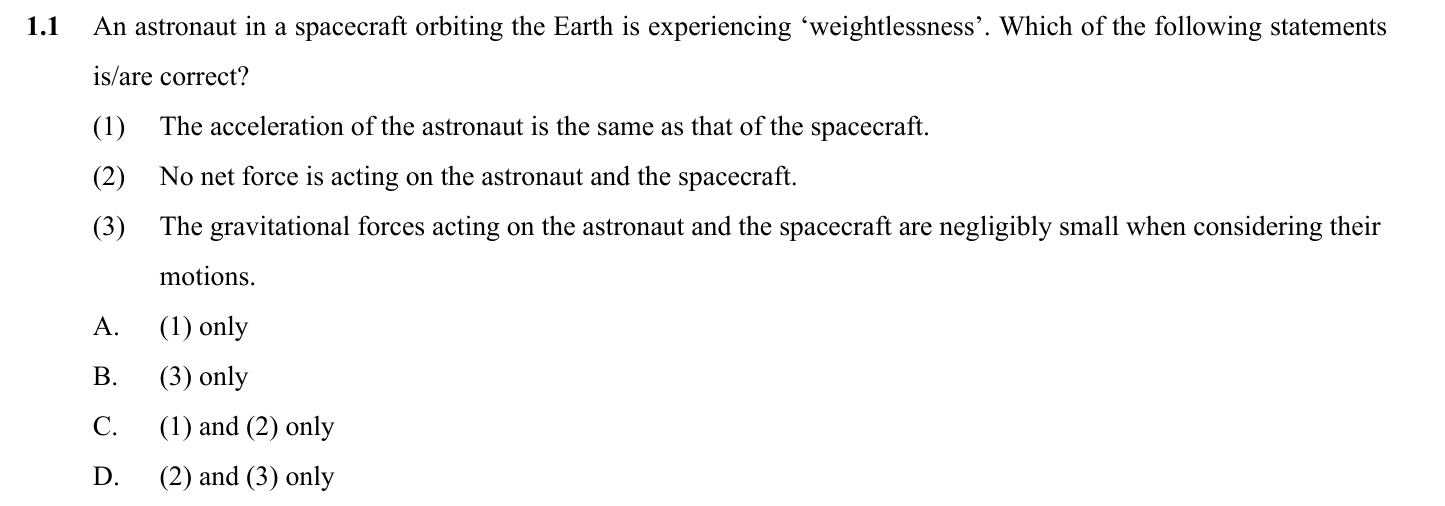 1.1 An astronaut in a spacecraft orbiting the Earth is experiencing ‘weightlessness’. Which of the following statements
is/are correct?
(1) The acceleration of the astronaut is the same as that of the spacecraft.
(2) No net force is acting on the astronaut and the spacecraft.
(3) The gravitational forces acting on the astronaut and the spacecraft are negligibly small when considering their
motions.
A. (1) only
B. (3) only
C. (1) and (2) only
D. (2) and (3) only